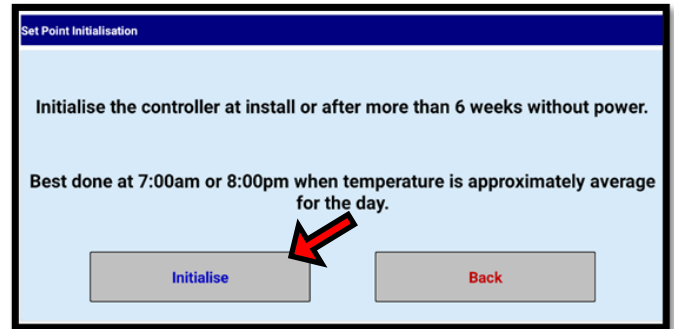 Set Point Initialisation
Initialise the controller at install or after more than 6 weeks without power.
Best done at 7:00am or 8:00pm when temperature is approximately average
for the day.
Initialise
Back